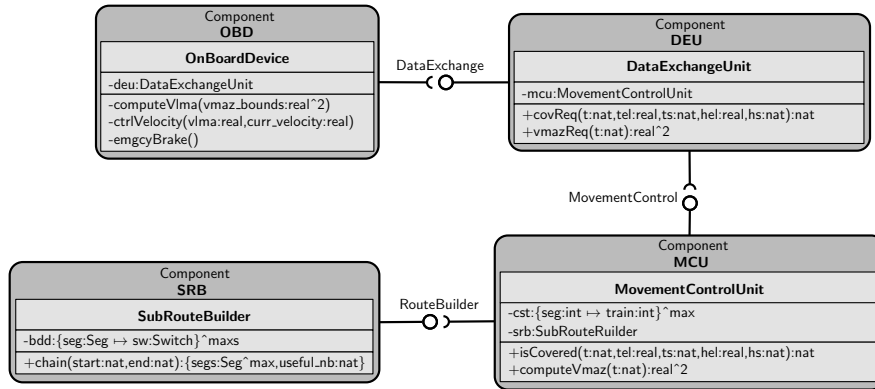 Component
OBD
OnBoardDevice
-deu:DataExchangeUnit
-computeVlma(vmaz_bounds:real^2)
-ctrlVelocity(vlma:real,curr_velocity:real)
-emgcyBrake()
DataExchange
Component
DEU
DataExchangeUnit
-mcu:MovementControlUnit
+covReq(t:nat,tel:real,ts:nat,hel:real,hs:nat):nat
+vmazReq(t:nat):real^2
MovementControl
Component
SRB
SubRouteBuilder
-bdd:{seg:Seg ↦ sw:Switch}^maxs
+chain(start:nat,end:nat):{segs:Seg^max,useful_nb:nat}
RouteBuilder
Component
MCU
MovementControlUnit
-cst:{seg:int ↦ train:int}^max
-srb:SubRouteRuilder
+isCovered(t:nat,tel:real,ts:nat,hel:real,hs:nat):nat
+computeVmaz(t:nat):real^2